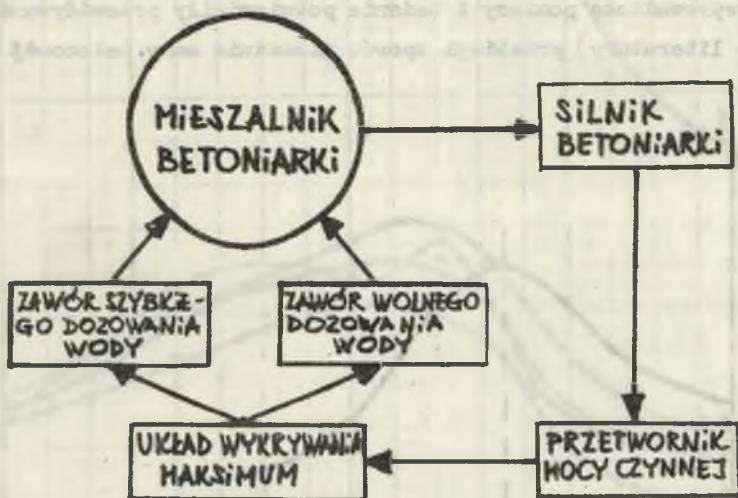 MIESZALNIK
BETONIARKI
SILNIK
BETONIARKI
ZAWÓR SZYBKIE-
GO DOZOWANIA
WODY
ZAWÓR WOLNEGO
DOZOWANIA
WODY
UKŁAD WYKRYWANIA
MAKSIMUM
PRZETWORNIK
MOCY CZYNNEJ